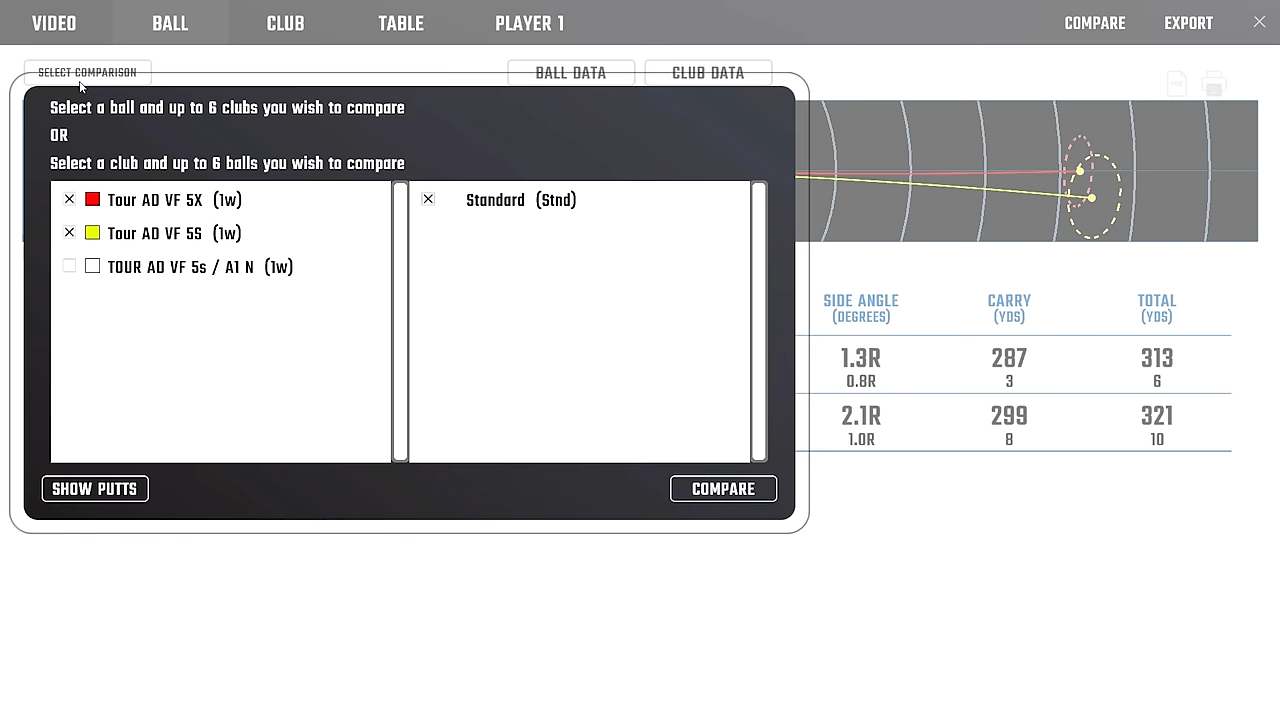 VIDEO BALL CLUB TABLE PLAYER 1 COMPARE EXPORT
SELECT COMPARISON BALL DATA CLUB DATA
Select a ball and up to 6 clubs you wish to compare
OR
Select a club and up to 6 balls you wish to compare
Tour AD VF 5X (1w)
Tour AD VF 5S (1w)
TOUR AD VF 5s / A1 N (1w)
Standard (Stnd)
SHOW PUTTS
COMPARE
SIDE ANGLE CARRY TOTAL
(DEGREES) (YDS) (YDS)
1.3R 287 313
0.8R 3 6
2.1R 299 321
1.0R 8 10